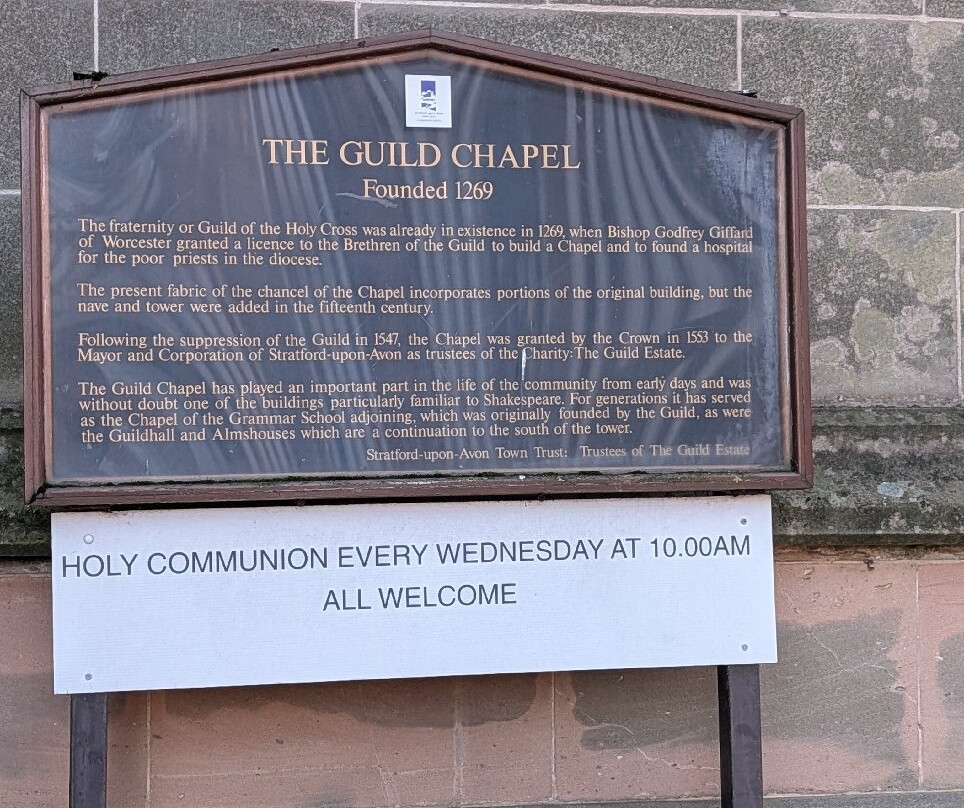 THE GUILD CHAPEL
Founded 1269
The fraternity or Guild of the Holy Cross was already in existence in 1269, when Bishop Godfrey Giffard
of Worcester granted a licence to the Brethren of the Guild to build a Chapel and to found a hospital
for the poor priests in the diocese.
The present fabric of the chancel of the Chapel incorporates portions of the original building, but the
nave and tower were added in the fifteenth century.
Following the suppression of the Guild in 1547, the Chapel was granted by the Crown in 1553 to the
Mayor and Corporation of Stratford-upon-Avon as trustees of the Charity: The Guild Estate.
The Guild Chapel has played an important part in the life of the community from early days and was
without doubt one of the buildings particularly familiar to Shakespeare. For generations it has served
as the Chapel of the Grammar School adjoining, which was originally founded by the Guild, as were
the Guildhall and Almshouses which are a continuation to the south of the tower.
Stratford-upon-Avon Town Trust: Trustees of The Guild Estate
HOLY COMMUNION EVERY WEDNESDAY AT 10.00AM
ALL WELCOME